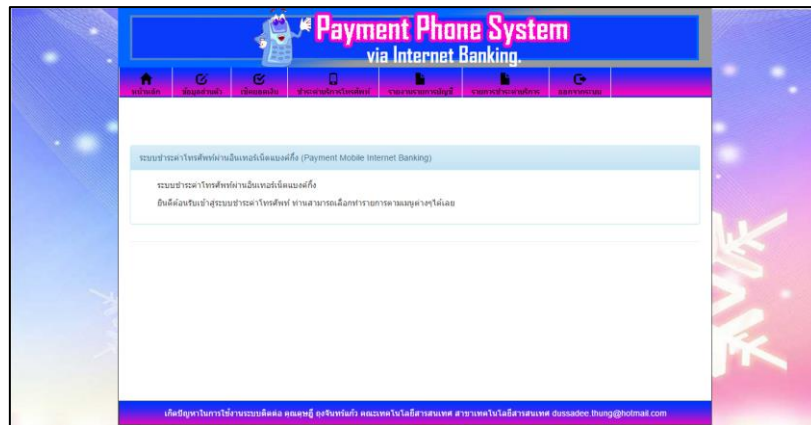 Payment Phone System
via Internet Banking.
หน้าหลัก ข้อมูลส่วนตัว เช็คยอดเงิน ชำระค่าบริการโทรศัพท์ รายงานรายการบัญชี รายการชำระค่าบริการ ออกจากระบบ
ระบบชำระค่าโทรศัพท์ผ่านอินเทอร์เน็ตแบงค์กิ้ง (Payment Mobile Internet Banking)
ระบบชำระค่าโทรศัพท์ผ่านอินเทอร์เน็ตแบงค์กิ้ง
ยินดีต้อนรับเข้าสู่ระบบชำระค่าโทรศัพท์ ท่านสามารถเลือกทำรายการตามเมนูต่างๆได้เลย
เกิดปัญหาในการใช้งานระบบติดต่อ คุณดุษฎี ถุงจันทร์แก้ว คณะเทคโนโลยีสารสนเทศ สาขาเทคโนโลยีสารสนเทศ dussadee.thung@hotmail.com